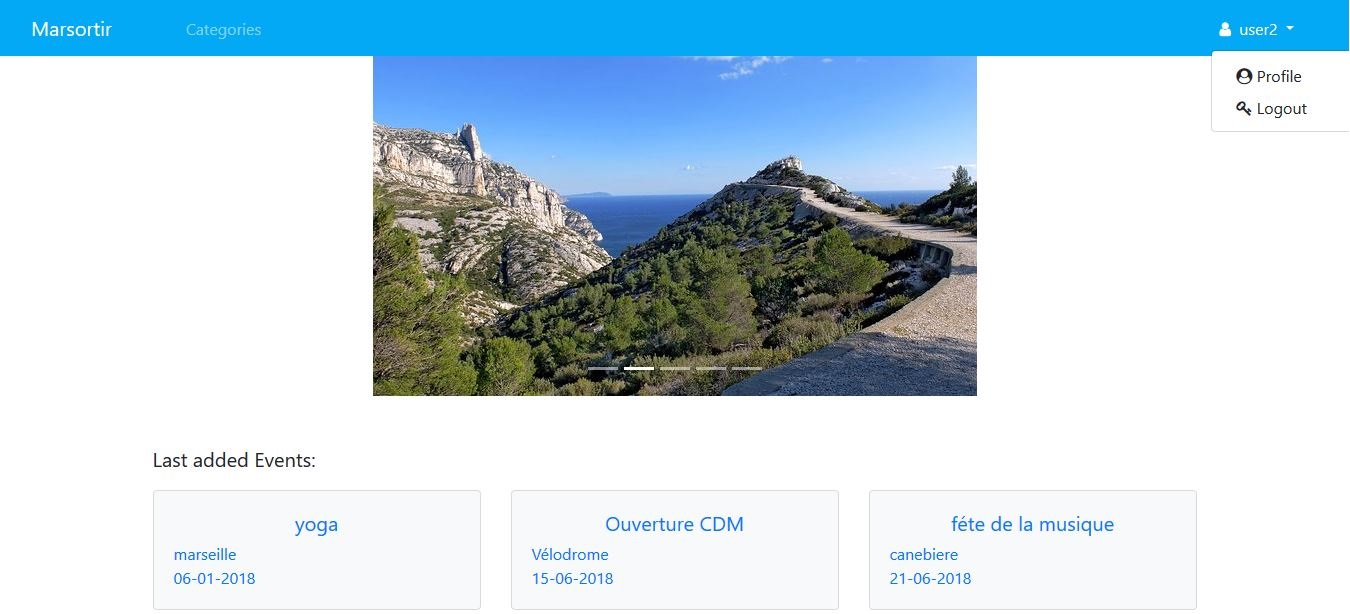 Marsortir
Categories
user2
Profile
Logout
Last added Events:
yoga
marseille
06-01-2018
Ouverture CDM
Vélodrome
15-06-2018
féte de la musique
canebiere
21-06-2018